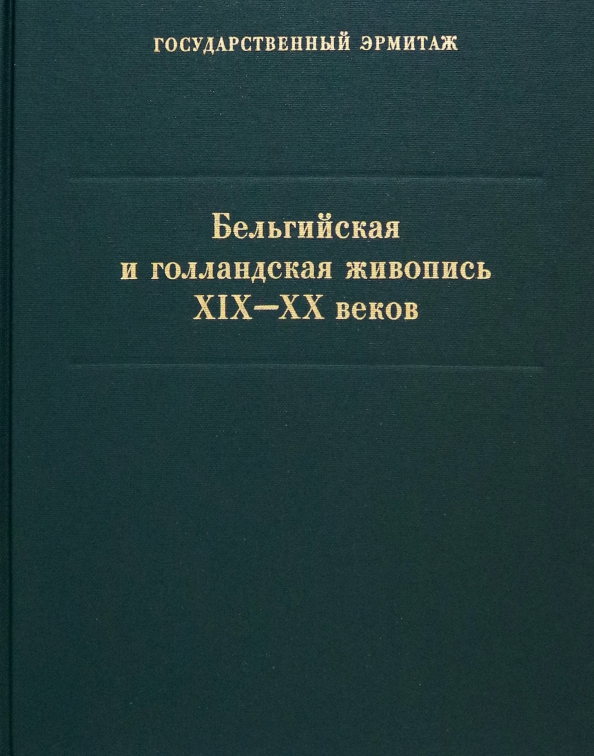 ГОСУДАРСТВЕННЫЙ ЭРМИТАЖ
Бельгийская
и голландская живопись
XIX—XX веков